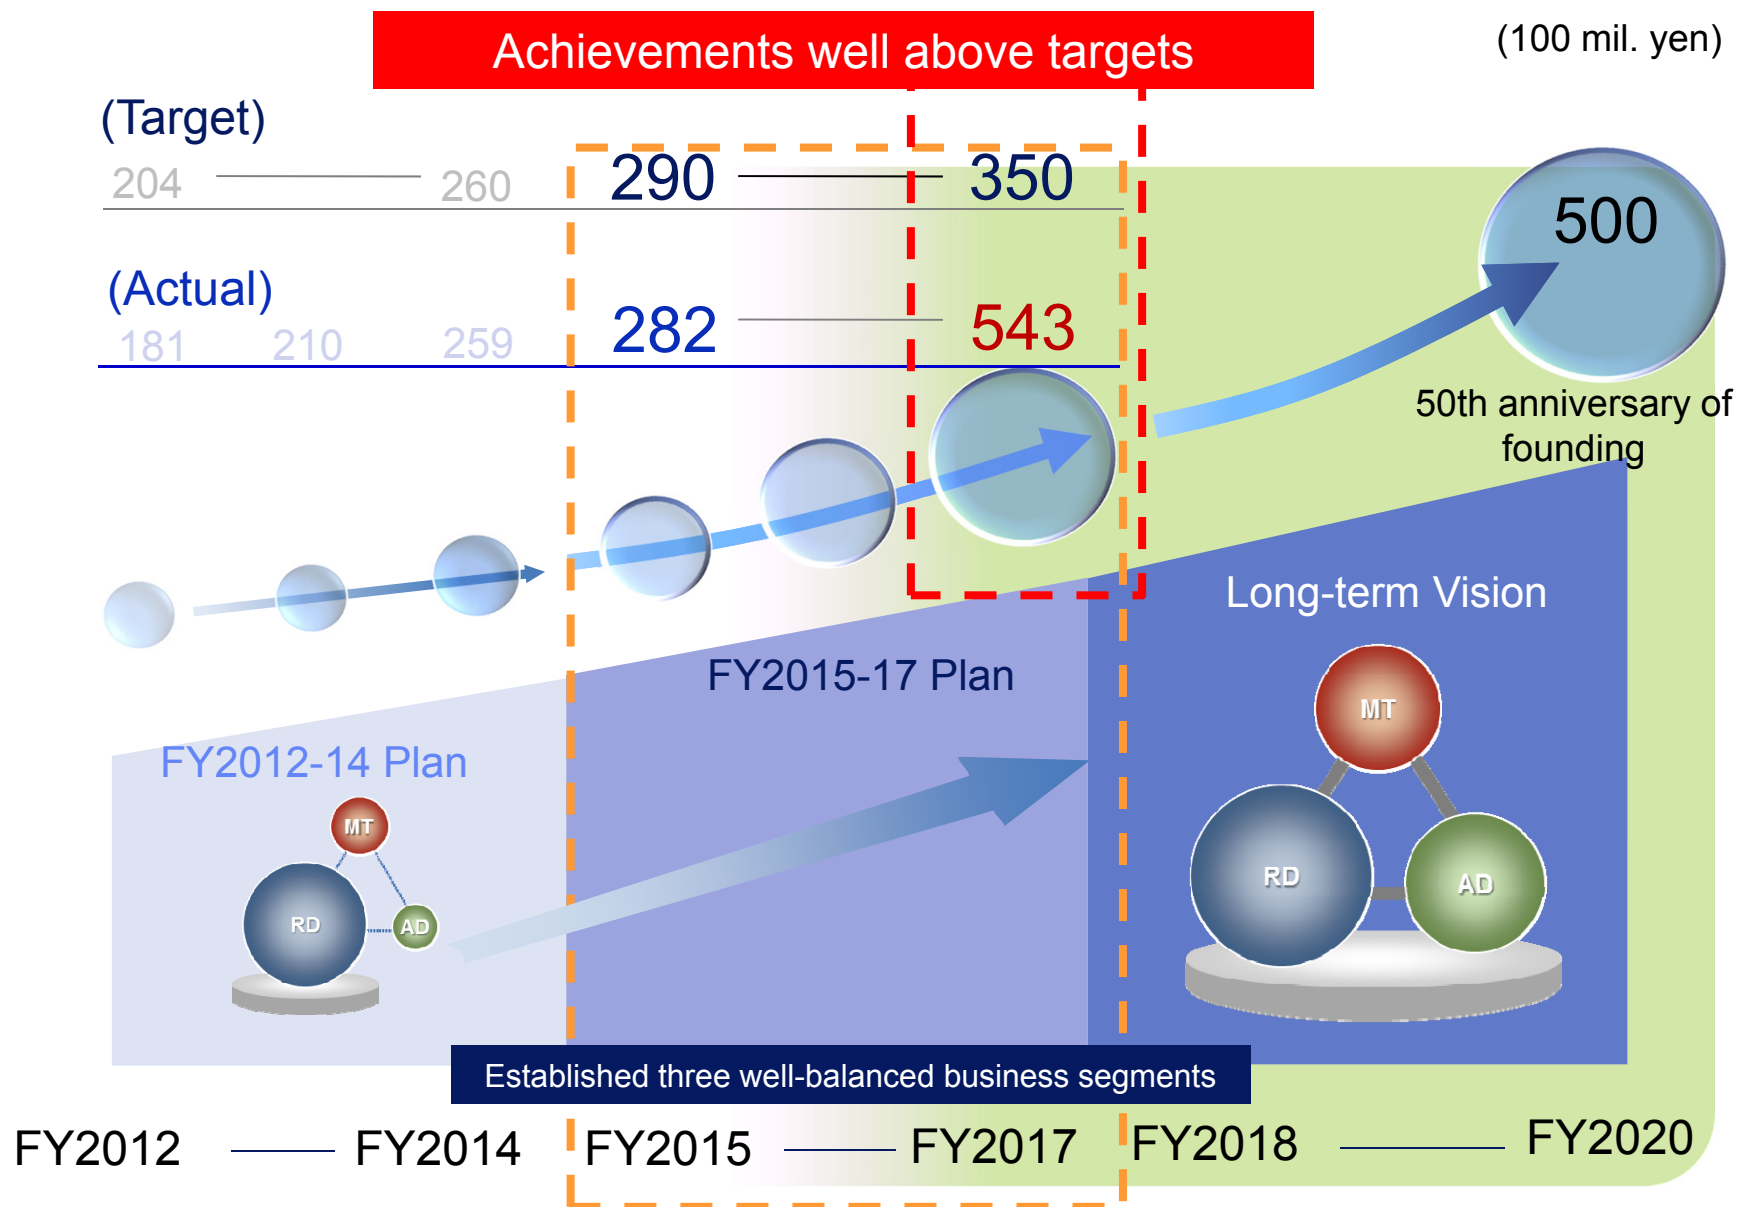 Achievements well above targets
(100 mil. yen)
(Target)
204
260
290
350
500
(Actual)
181
210
259
282
543
50th anniversary of
founding
Long-term Vision
FY2015-17 Plan
FY2012-14 Plan
MT
RD
AD
MT
RD
AD
Established three well-balanced business segments
FY2012
FY2014
FY2015
FY2017
FY2018
FY2020